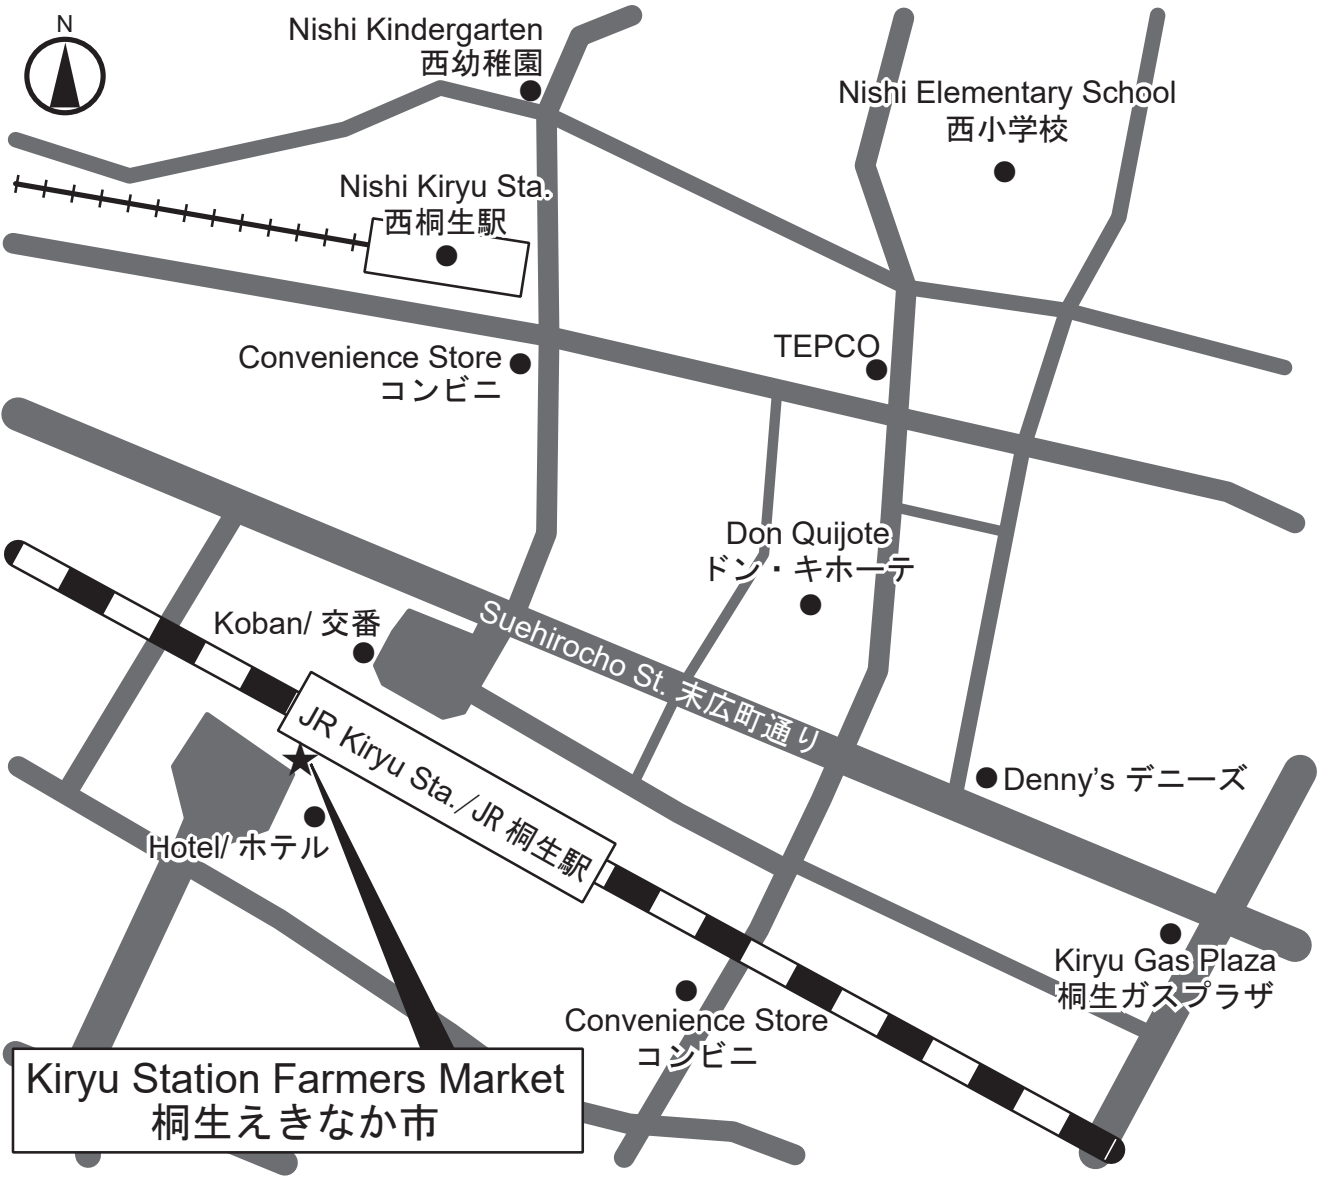 N
Nishi Kindergarten
西幼稚園
Nishi Elementary School
西小学校
Nishi Kiryu Sta.
西桐生駅
Convenience Store
コンビニ
TEPCO
Don Quijote
ドン・キホーテ
Koban/ 交番
Suehirocho St. 末広町通り
JR Kiryu Sta./JR 桐生駅
Denny's デニーズ
Hotel/ ホテル
Kiryu Gas Plaza
桐生ガスプラザ
Convenience Store
コンビニ
Kiryu Station Farmers Market
桐生えきなか市